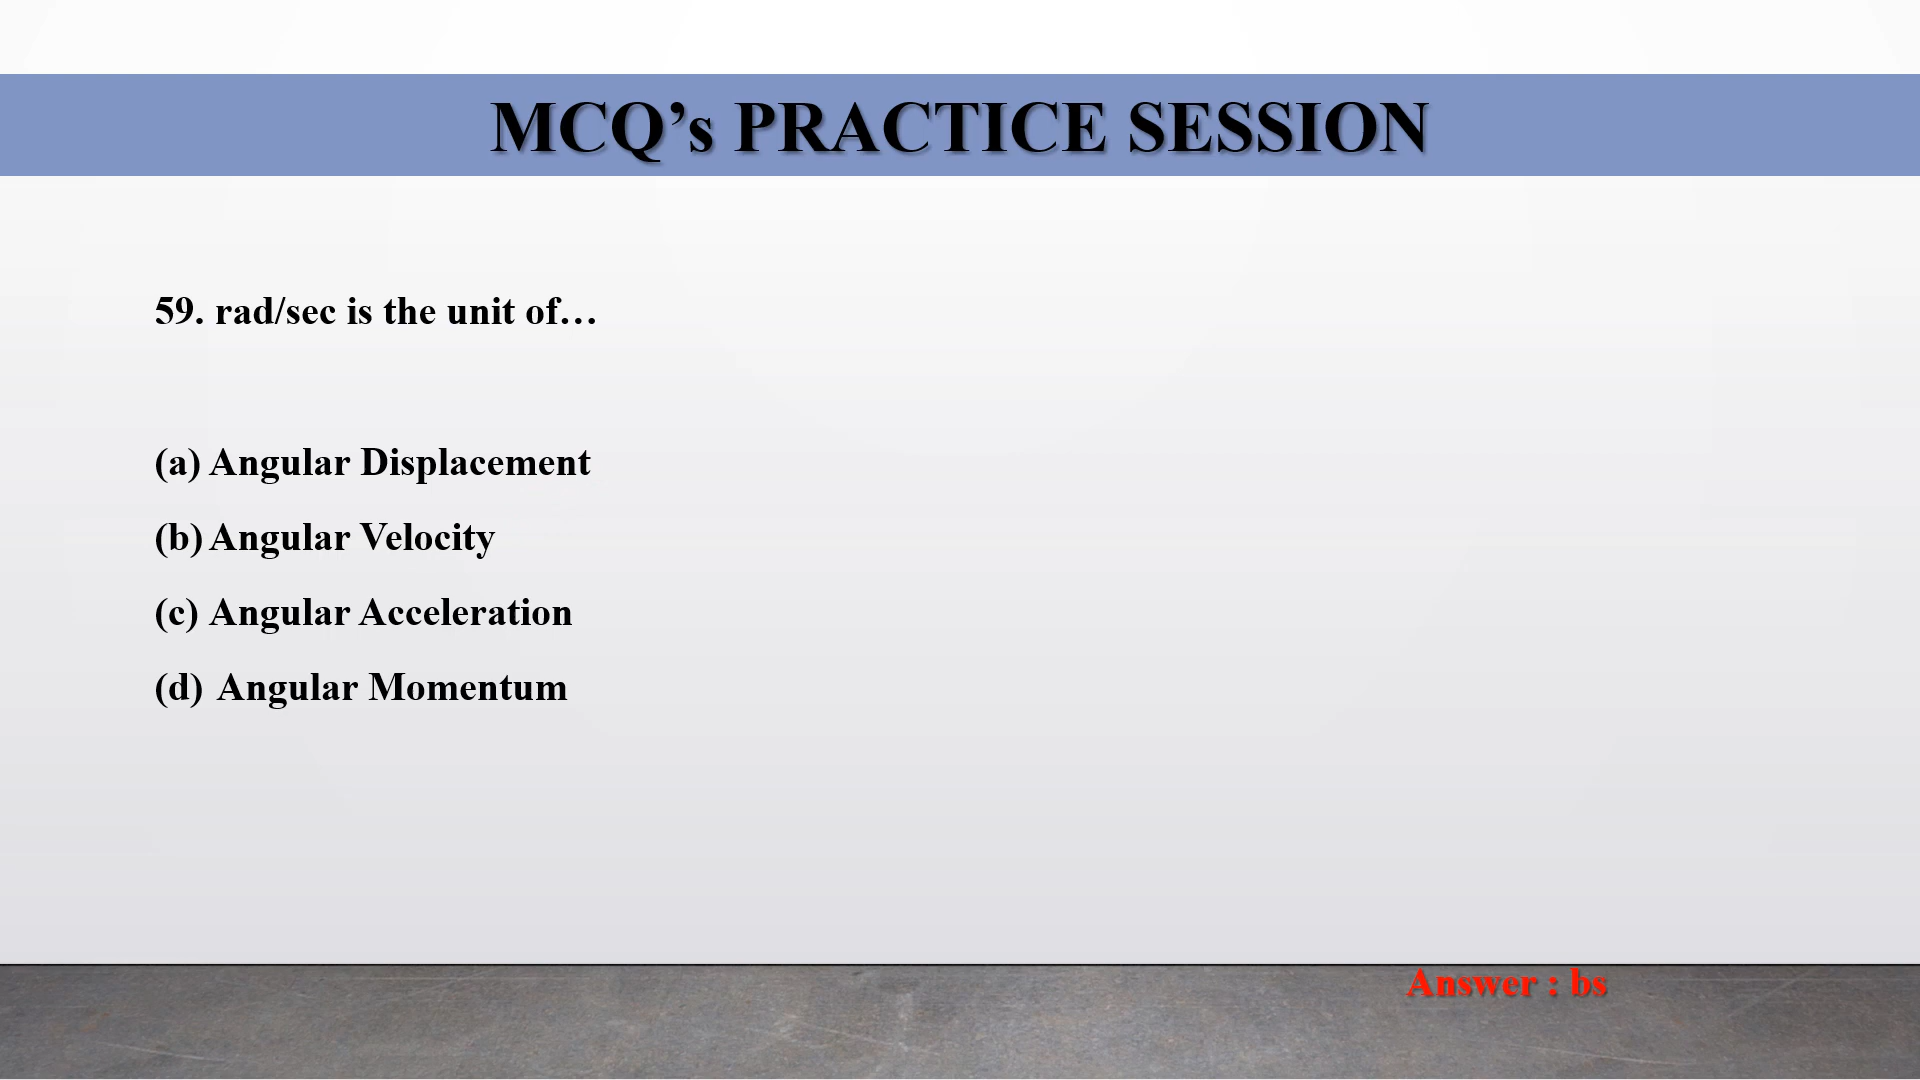 MCQ’s PRACTICE SESSION
59. rad/sec is the unit of…
(a) Angular Displacement
(b) Angular Velocity
(c) Angular Acceleration
(d) Angular Momentum
Answer : bs